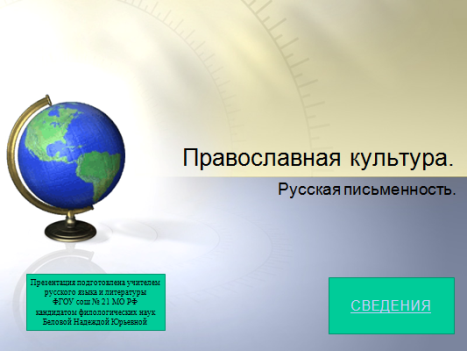 Православная культура.
Русская письменность.
Презентация подготовлена учителем
русского языка и литературы
ФГОУ сош № 21 МО РФ
кандидатом филологических наук
Беловой Надеждой Юрьевной
СВЕДЕНИЯ